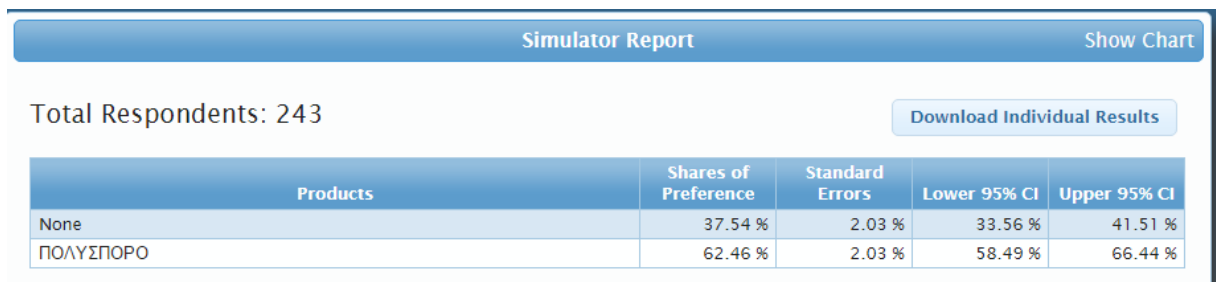 Simulator Report Show Chart
Total Respondents: 243 Download Individual Results
Products Shares of Preference Standard Errors Lower 95% CI Upper 95% CI
None 37.54 % 2.03 % 33.56 % 41.51 %
ΠΟΛΥΣΠΟΡΟ 62.46 % 2.03 % 58.49 % 66.44 %